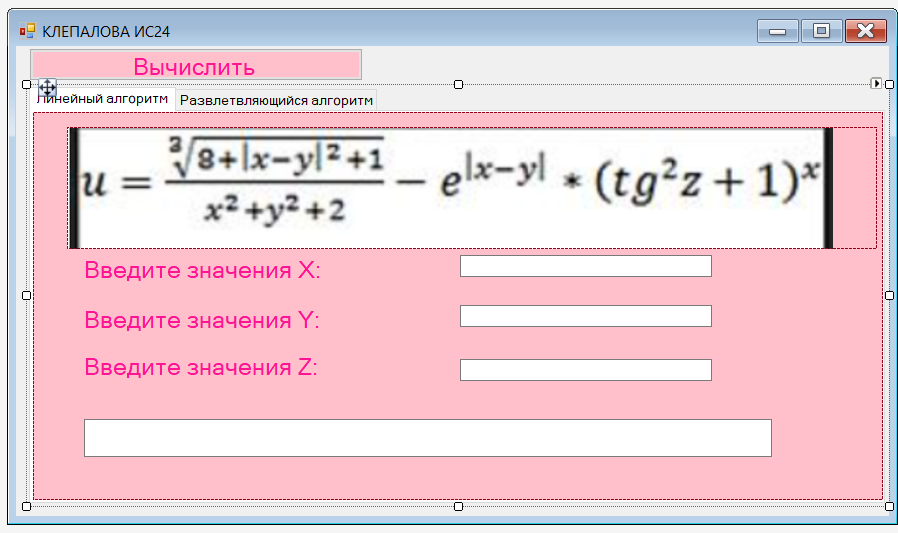 КЛЕПАЛОВА ИС24
Вычислить
Линейный алгоритм Развлетвляющийся алгоритм
u = ∛(8+|x−y|²+1) / (x²+y²+2) − e^|x−y| * (tg²z + 1)^x
Введите значения X:
Введите значения Y:
Введите значения Z: